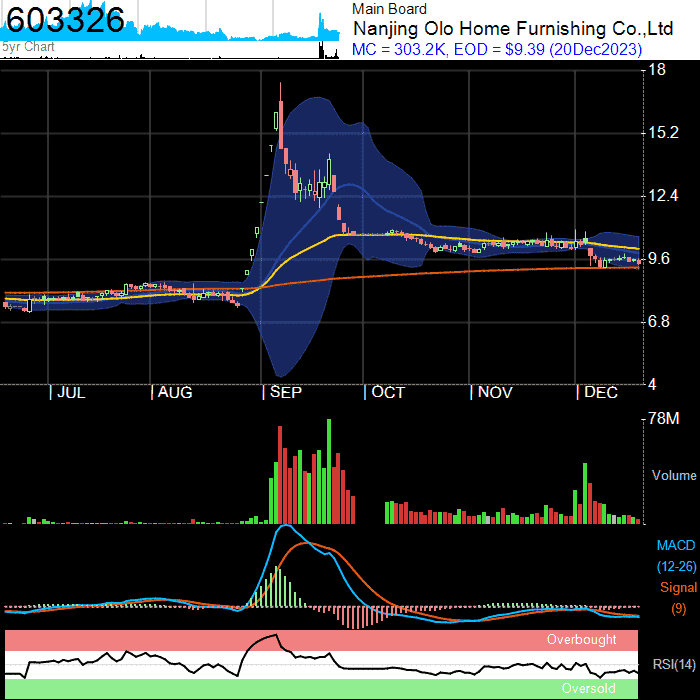 603326
5yr Chart
Main Board
Nanjing Olo Home Furnishing Co.,Ltd
MC = 303.2K, EOD = $9.39 (20Dec2023)
18
15.2
12.4
9.6
6.8
4
| JUL | AUG | SEP | OCT | NOV | DEC
78M
Volume
MACD
(12-26)
Signal
(9)
Overbought
RSI(14)
Oversold